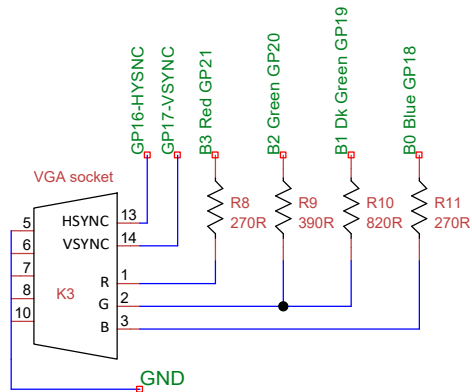 GP16-HYSNC
GP17-VSYNC
B3 Red GP21
B2 Green GP20
B1 Dk Green GP19
B0 Blue GP18
VGA socket
R8
270R
R9
390R
R10
820R
R11
270R
5
6
7
8
10
K3
HSYNC
13
VSYNC
14
R
1
G
2
B
3
GND